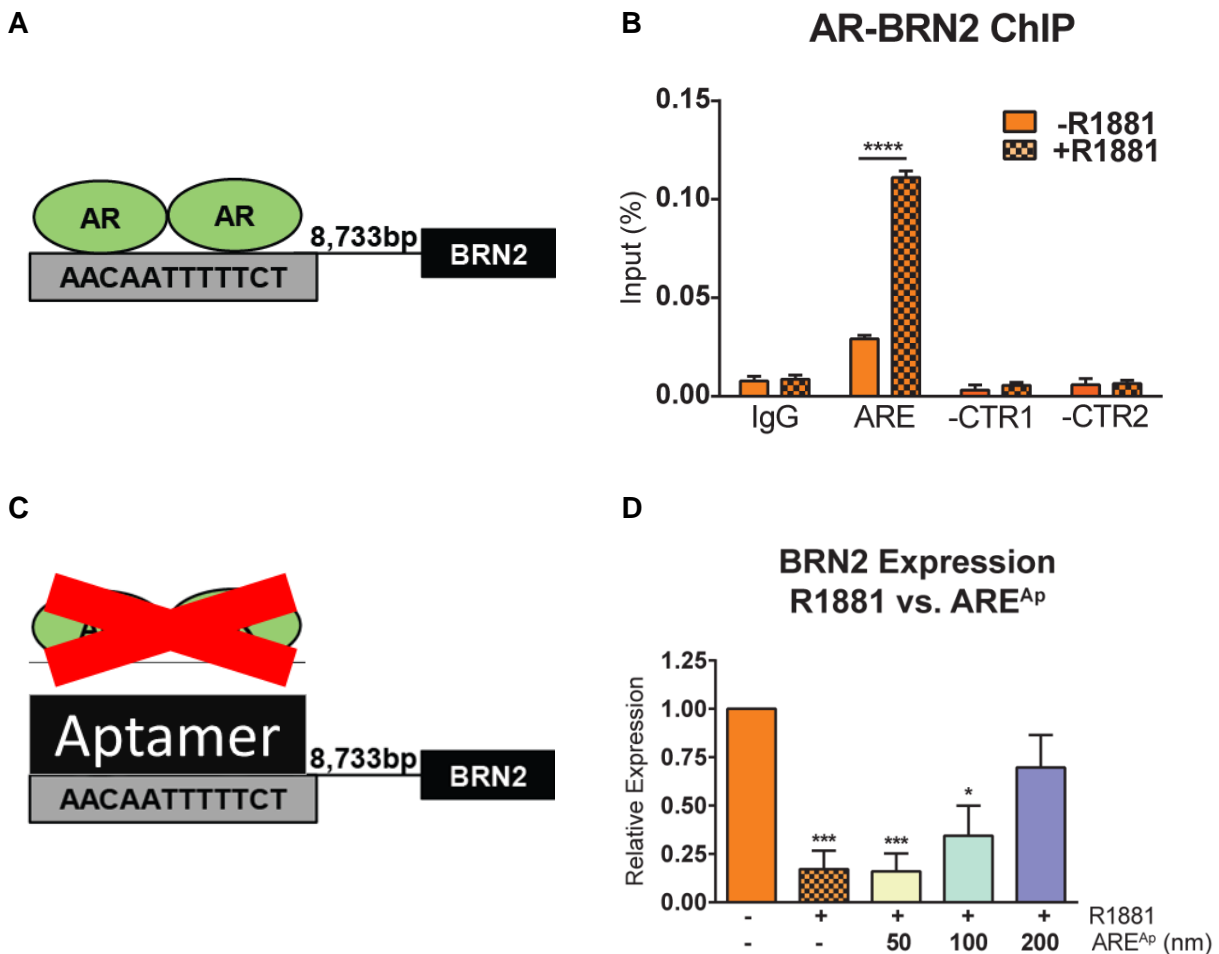 A
AR
AR
8,733bp
BRN2
AACAATTTTTCT
B
AR-BRN2 ChIP
0.15
0.10
0.05
0.00
Input (%)
****
-R1881
+R1881
IgG
ARE
-CTR1
-CTR2
C
Aptamer
8,733bp
BRN2
AACAATTTTTCT
D
BRN2 Expression
R1881 vs. ARE^Ap
1.25
1.00
0.75
0.50
0.25
0.00
Relative Expression
***
***
*
- + + + + R1881
- - 50 100 200 ARE^Ap (nm)